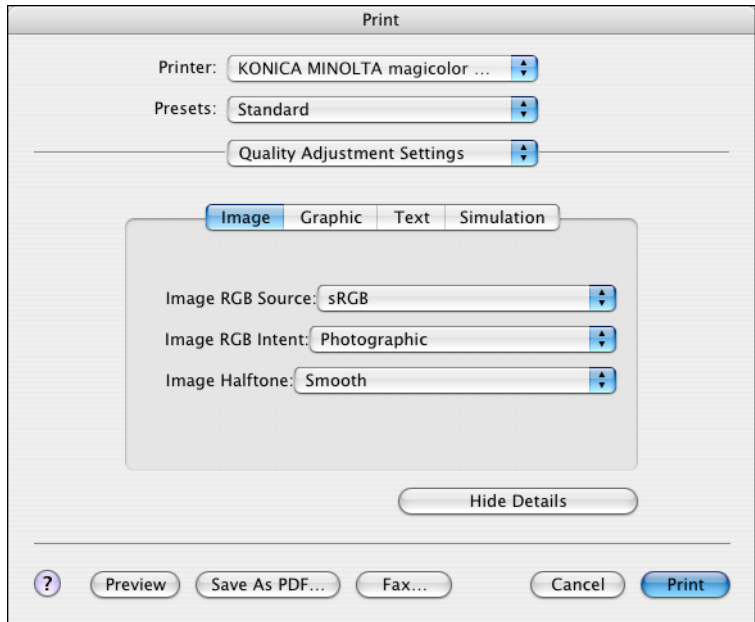 Print
Printer: KONICA MINOLTA magicolor ...
Presets: Standard
Quality Adjustment Settings
Image Graphic Text Simulation
Image RGB Source: sRGB
Image RGB Intent: Photographic
Image Halftone: Smooth
Hide Details
? Preview Save As PDF... Fax... Cancel Print